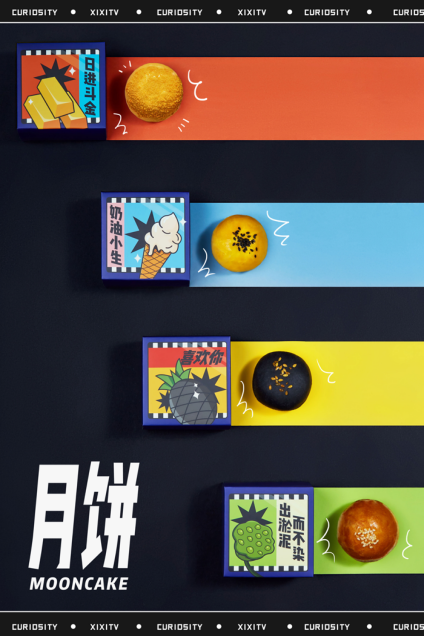 CURIOSITY ● XIXITV ● CURIOSITY ● XIXITV ● CURIOSITY ● CURIOS
日进斗金
奶油小生
喜欢你
出淤泥
而不染
月饼
MOONCAKE
CURIOSITY ● XIXITV ● CURIOSITY ● XIXITV ● CURIOSITY ● CURIOS